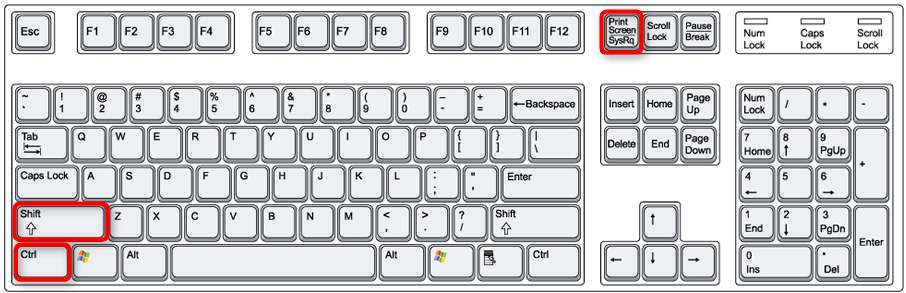 Esc
F1 F2 F3 F4 F5 F6 F7 F8 F9 F10 F11 F12
Print
Screen
SysRq
Scroll
Lock
Pause
Break
Num
Lock
Caps
Lock
Scroll
Lock
~ ! @ # $ % ^ & * ( ) _ +
` 1 2 3 4 5 6 7 8 9 0 - = ←Backspace
Insert Home Page
Up
Num
Lock
/ * -
Tab Q W E R T Y U I O P { } |
[ ] \
Delete End Page
Down
7 8 9
Home ↑ PgUp +
Caps Lock A S D F G H J K L : " Enter
; '
4 5 6
← →
Shift Z X C V B N M < > ? Shift
⇧ , . / ⇧
↑
1 2 3
End ↓ PgDn Enter
Ctrl Alt Alt Ctrl
← ↓ →
0 *
Ins Del